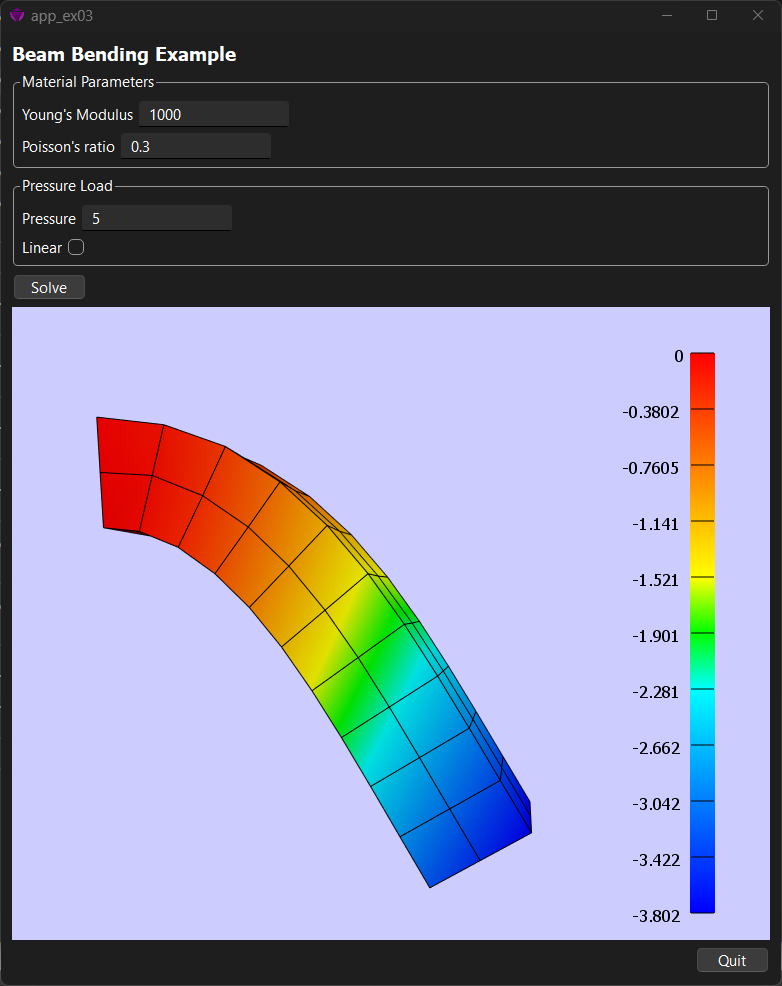 app_ex03
Beam Bending Example
Material Parameters
Young's Modulus 1000
Poisson's ratio 0.3
Pressure Load
Pressure 5
Linear
Solve
0
-0.3802
-0.7605
-1.141
-1.521
-1.901
-2.281
-2.662
-3.042
-3.422
-3.802
Quit